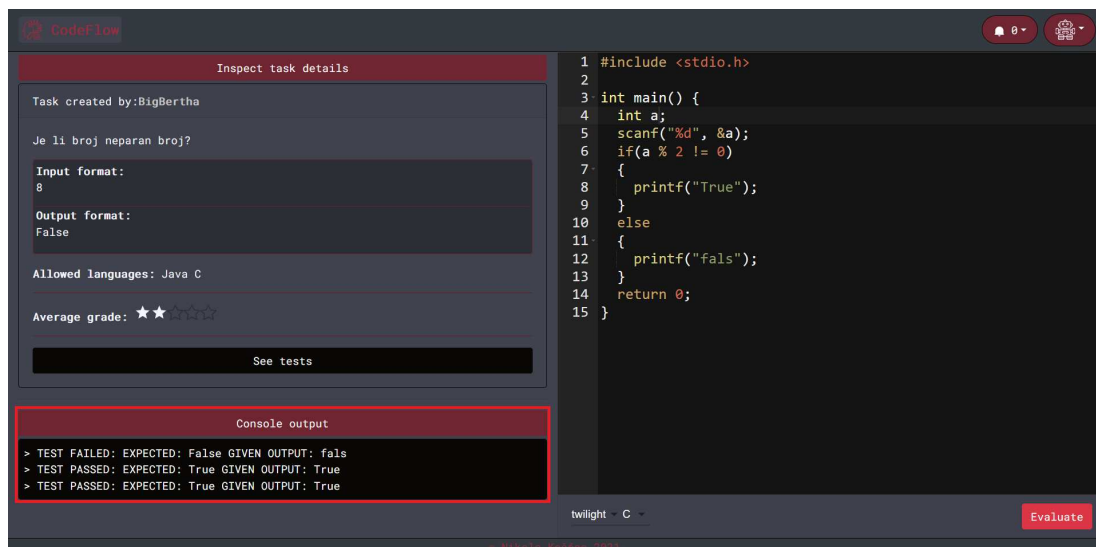 CodeFlow
0
Inspect task details
Task created by:BigBertha
Je li broj neparan broj?
Input format:
8
Output format:
False
Allowed languages: Java C
Average grade:
See tests
Console output
> TEST FAILED: EXPECTED: False GIVEN OUTPUT: fals
> TEST PASSED: EXPECTED: True GIVEN OUTPUT: True
> TEST PASSED: EXPECTED: True GIVEN OUTPUT: True
1 #include <stdio.h>
2
3 int main() {
4 int a;
5 scanf("%d", &a);
6 if(a % 2 != 0)
7 {
8 printf("True");
9 }
10 else
11 {
12 printf("fals");
13 }
14 return 0;
15 }
twilight C
Evaluate